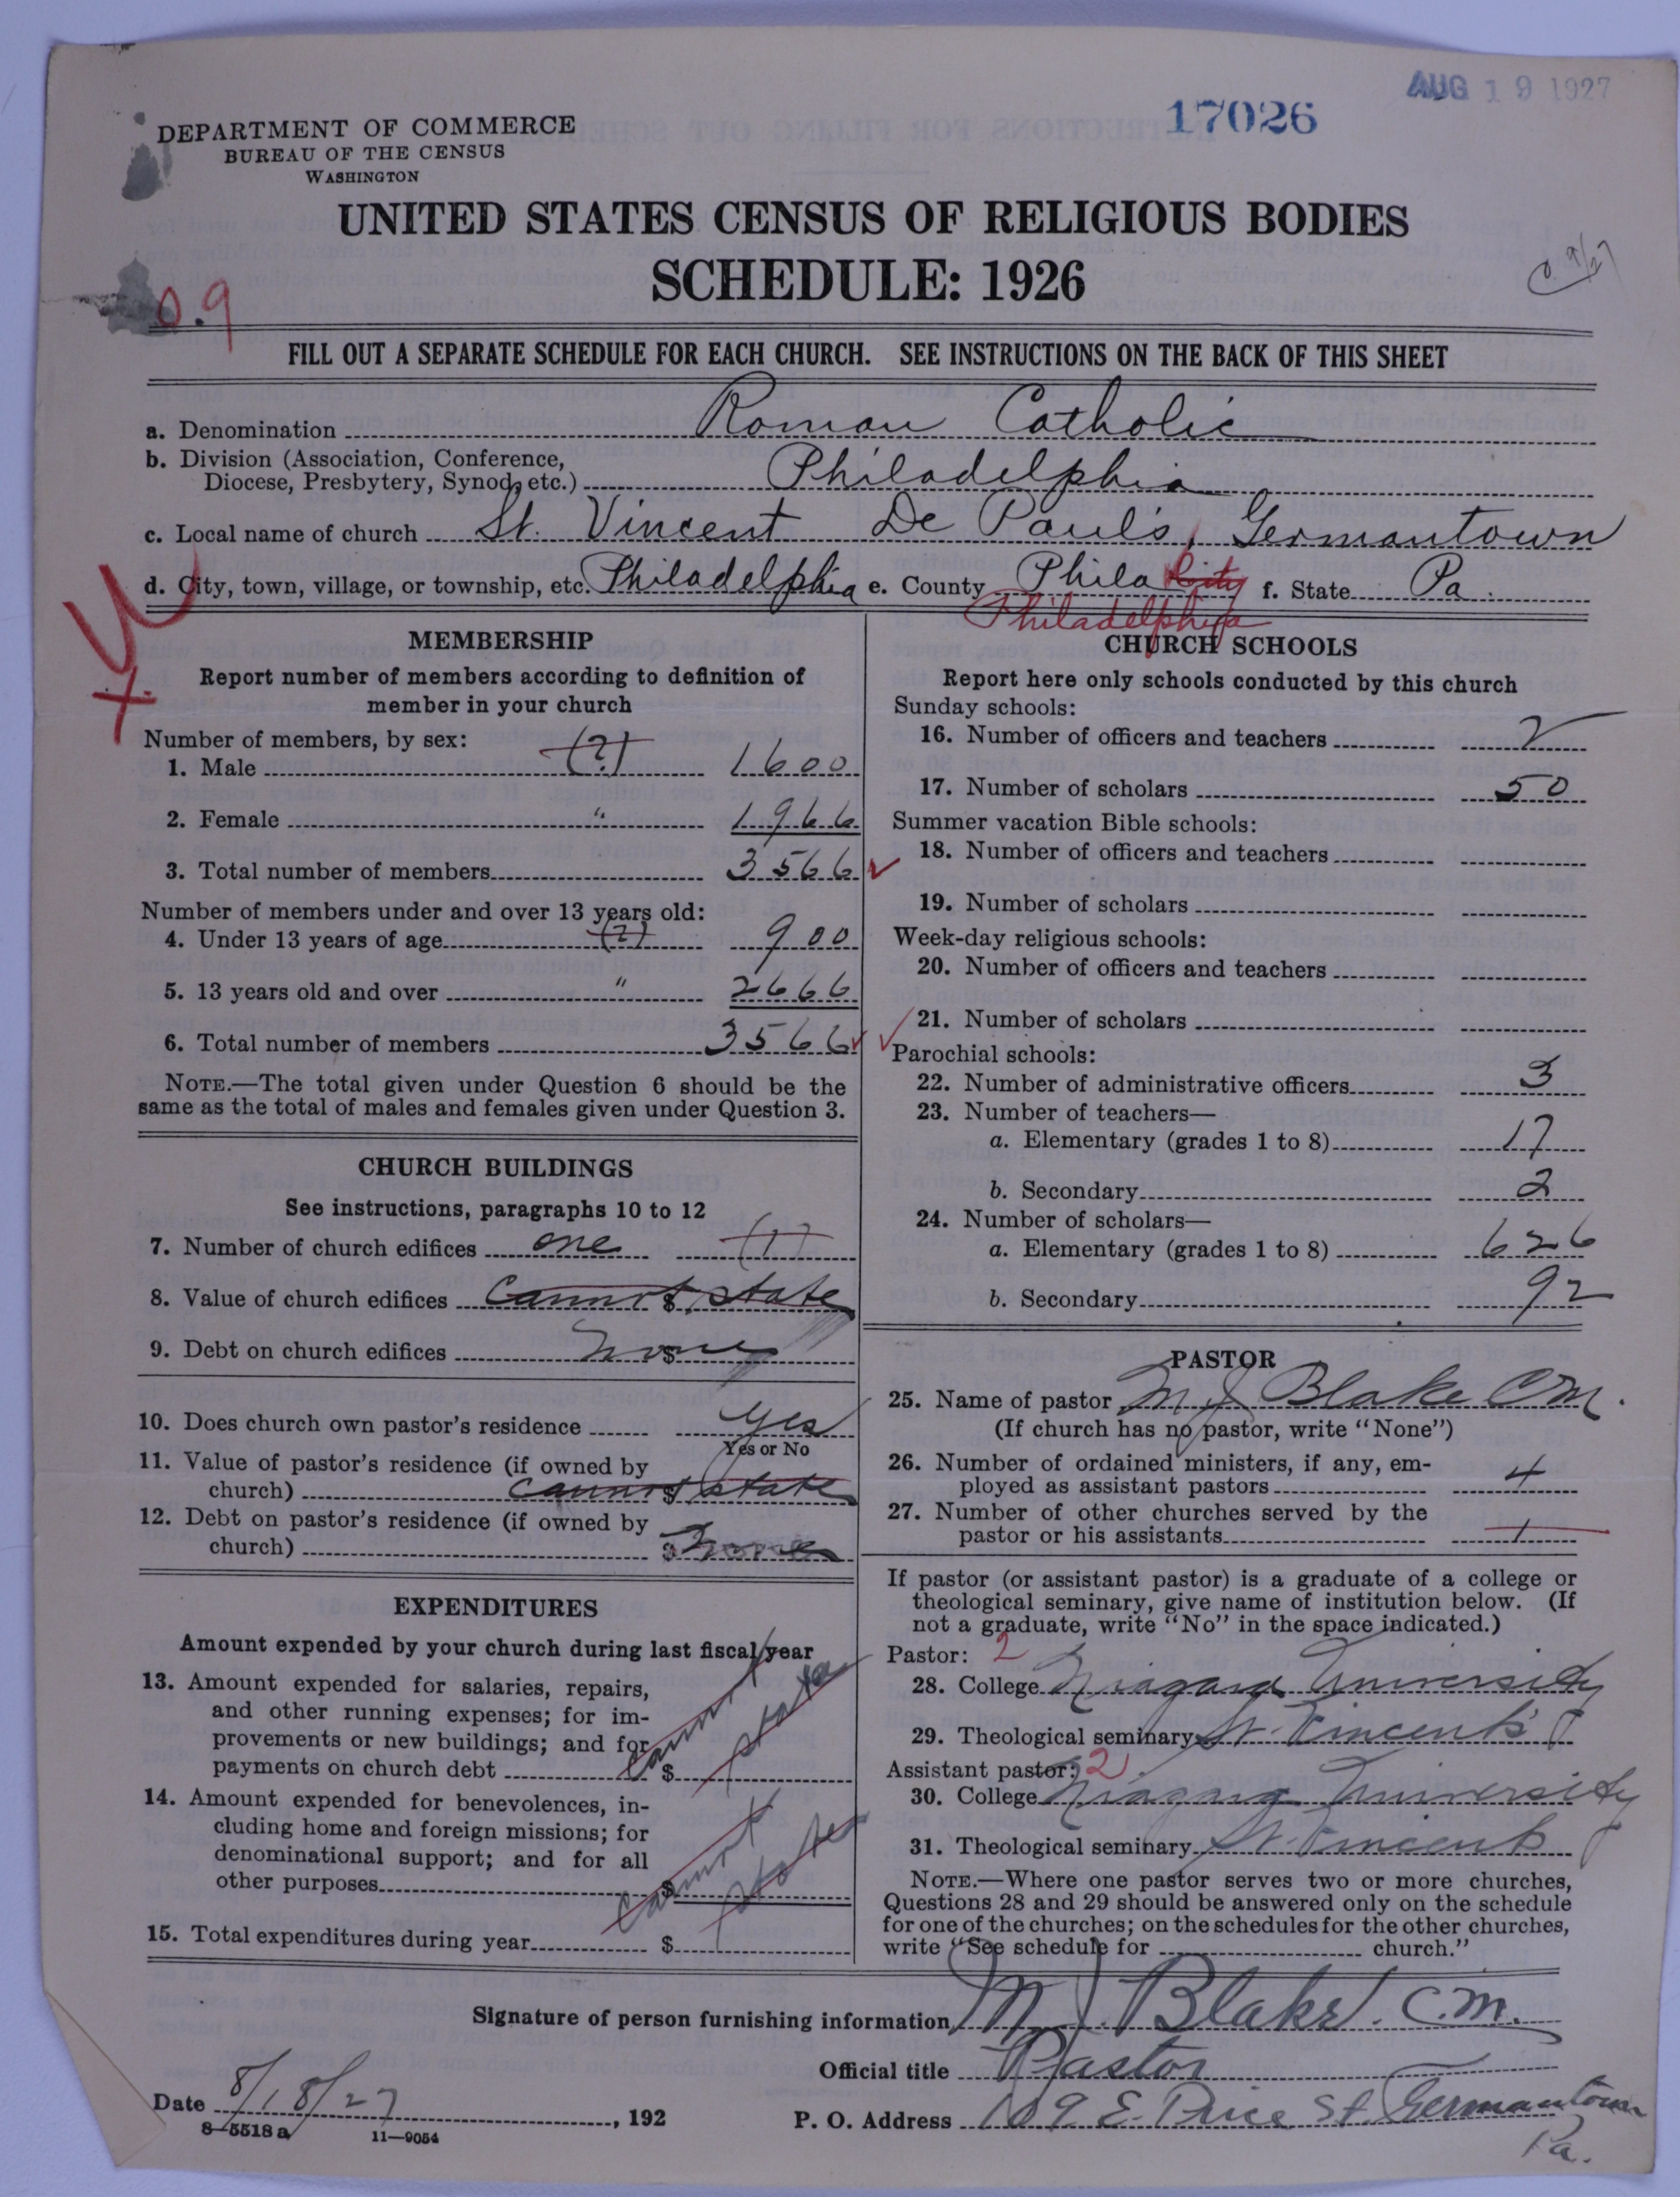 AUG 19 1927
17026
DEPARTMENT OF COMMERCE
BUREAU OF THE CENSUS
WASHINGTON
UNITED STATES CENSUS OF RELIGIOUS BODIES
SCHEDULE: 1926
0.9
FILL OUT A SEPARATE SCHEDULE FOR EACH CHURCH. SEE INSTRUCTIONS ON THE BACK OF THIS SHEET
a. Denomination Roman Catholic
b. Division (Association, Conference,
Diocese, Presbytery, Synod, etc.) Philadelphia
c. Local name of church St. Vincent De Paul's, Germantown
d. City, town, village, or township, etc. Philadelphia e. County Phila City f. State Pa.
Philadelphia
MEMBERSHIP
Report number of members according to definition of
member in your church
Number of members, by sex:
1. Male (?) 1600
2. Female " 1966
3. Total number of members 3566
Number of members under and over 13 years old:
4. Under 13 years of age (?) 900
5. 13 years old and over " 2666
6. Total number of members 3566
NOTE.—The total given under Question 6 should be the
same as the total of males and females given under Question 3.
CHURCH BUILDINGS
See instructions, paragraphs 10 to 12
7. Number of church edifices one (1)
8. Value of church edifices $ Cannot state
9. Debt on church edifices $ None
10. Does church own pastor's residence Yes
Yes or No
11. Value of pastor's residence (if owned by
church) $ cannot state
12. Debt on pastor's residence (if owned by
church) $ None
EXPENDITURES
Amount expended by your church during last fiscal year
13. Amount expended for salaries, repairs,
and other running expenses; for im-
provements or new buildings; and for
payments on church debt $ cannot state
14. Amount expended for benevolences, in-
cluding home and foreign missions; for
denominational support; and for all
other purposes $ cannot state
15. Total expenditures during year $
CHURCH SCHOOLS
Report here only schools conducted by this church
Sunday schools:
16. Number of officers and teachers 2
17. Number of scholars 50
Summer vacation Bible schools:
18. Number of officers and teachers
19. Number of scholars
Week-day religious schools:
20. Number of officers and teachers
21. Number of scholars
Parochial schools:
22. Number of administrative officers 3
23. Number of teachers—
a. Elementary (grades 1 to 8) 17
b. Secondary 2
24. Number of scholars—
a. Elementary (grades 1 to 8) 626
b. Secondary 92
PASTOR
25. Name of pastor M J Blake C.M.
(If church has no pastor, write "None")
26. Number of ordained ministers, if any, em-
ployed as assistant pastors 4
27. Number of other churches served by the
pastor or his assistants 1
If pastor (or assistant pastor) is a graduate of a college or
theological seminary, give name of institution below. (If
not a graduate, write "No" in the space indicated.)
Pastor: 2
28. College Niagara University
29. Theological seminary St. Vincent's
Assistant pastor: 2
30. College Niagara University
31. Theological seminary St. Vincent's
NOTE.—Where one pastor serves two or more churches,
Questions 28 and 29 should be answered only on the schedule
for one of the churches; on the schedules for the other churches,
write "See schedule for church."
Signature of person furnishing information M J. Blake. C.M.
Official title Pastor
Date 8/18/27, 192 P. O. Address 109 E. Price St. Germantown
Pa.
8—5518 a 11—9054